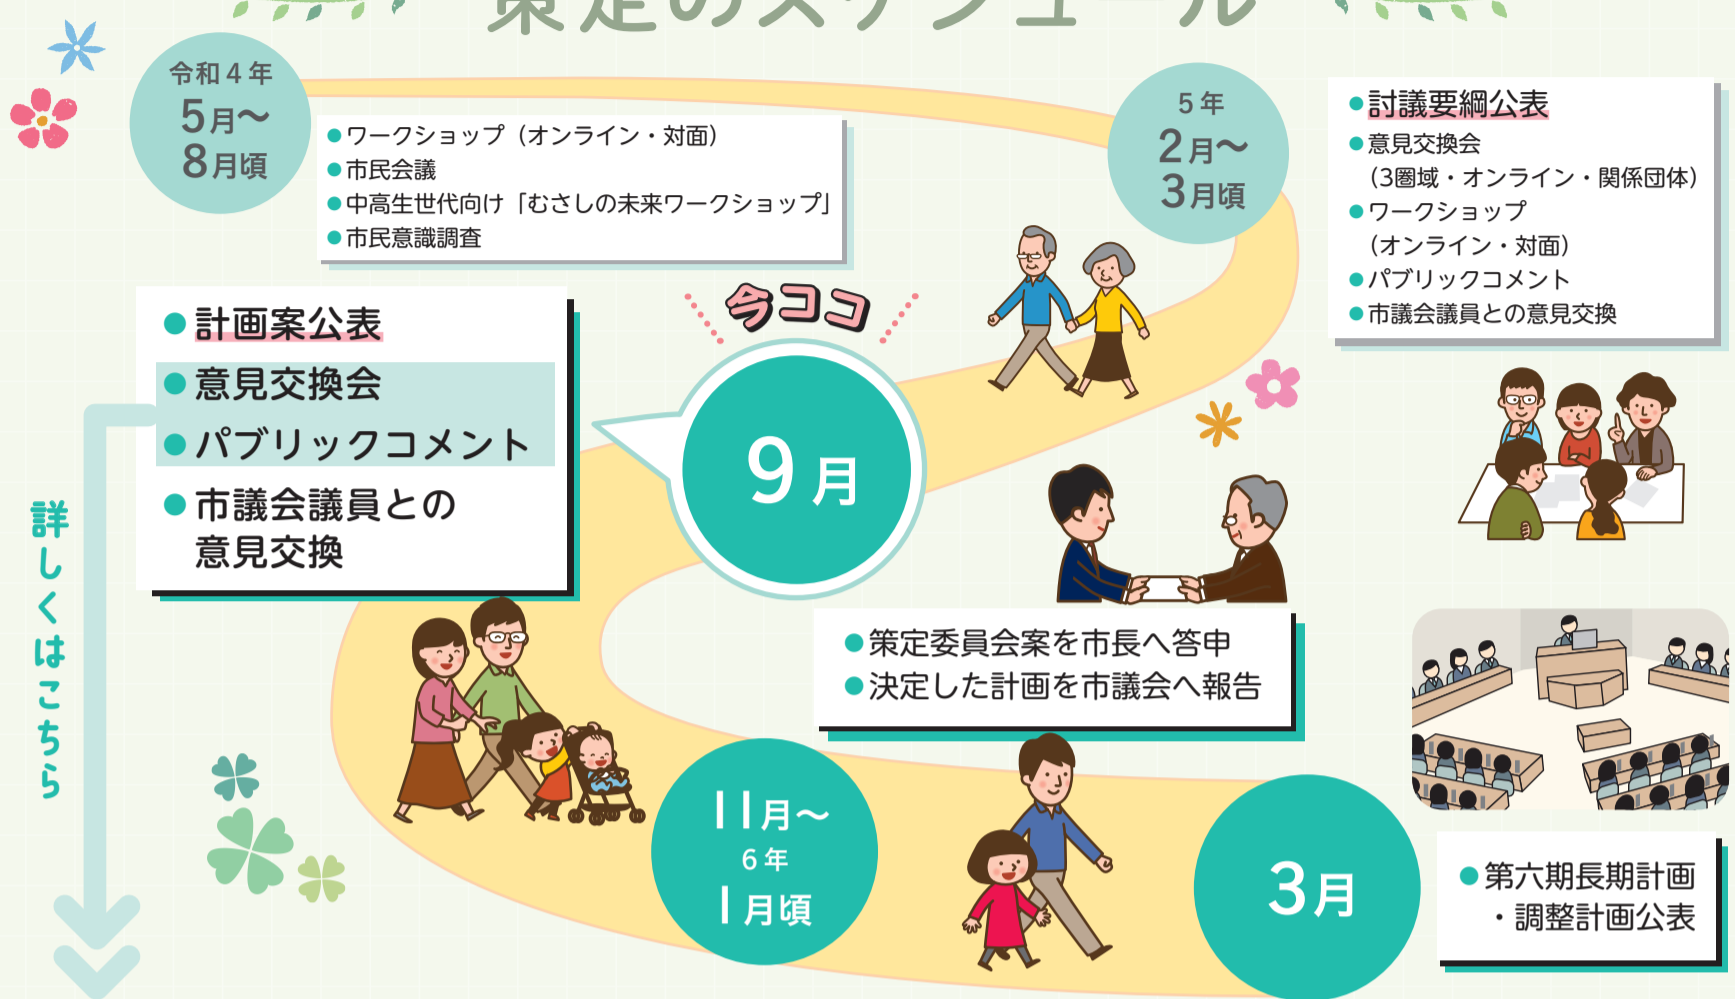 策定のスケジュール
令和4年
5月～
8月頃
●ワークショップ（オンライン・対面）
●市民会議
●中高生世代向け「むさしの未来ワークショップ」
●市民意識調査
5年
2月～
3月頃
●討議要綱公表
●意見交換会
（3圏域・オンライン・関係団体）
●ワークショップ
（オンライン・対面）
●パブリックコメント
●市議会議員との意見交換
今ココ
9月
●計画案公表
●意見交換会
●パブリックコメント
●市議会議員との
意見交換
詳しくはこちら
●策定委員会案を市長へ答申
●決定した計画を市議会へ報告
11月～
6年
1月頃
3月
●第六期長期計画
・調整計画公表